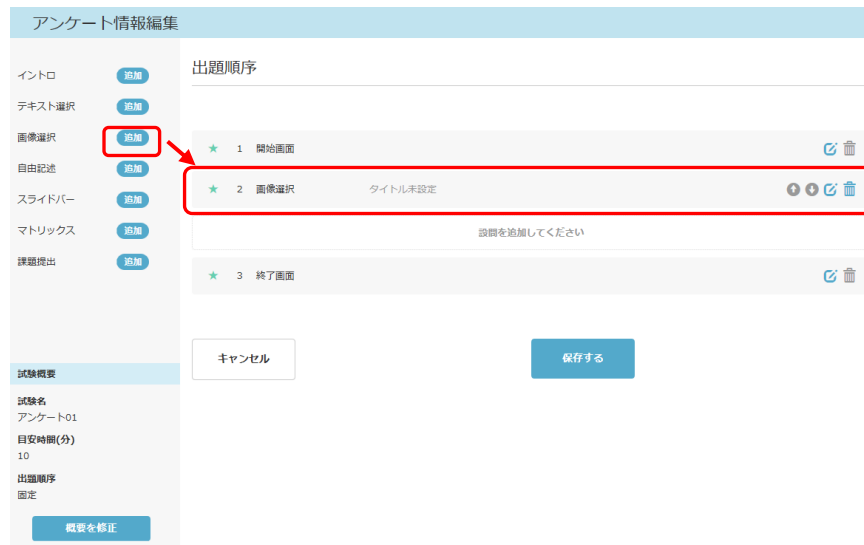 アンケート情報編集
イントロ 追加
テキスト選択 追加
画像選択 追加
自由記述 追加
スライドバー 追加
マトリックス 追加
課題提出 追加
試験概要
試験名
アンケート01
目安時間(分)
10
出題順序
固定
概要を修正
出題順序
★ 1 開始画面
★ 2 画像選択 タイトル未設定
設問を追加してください
★ 3 終了画面
キャンセル 保存する